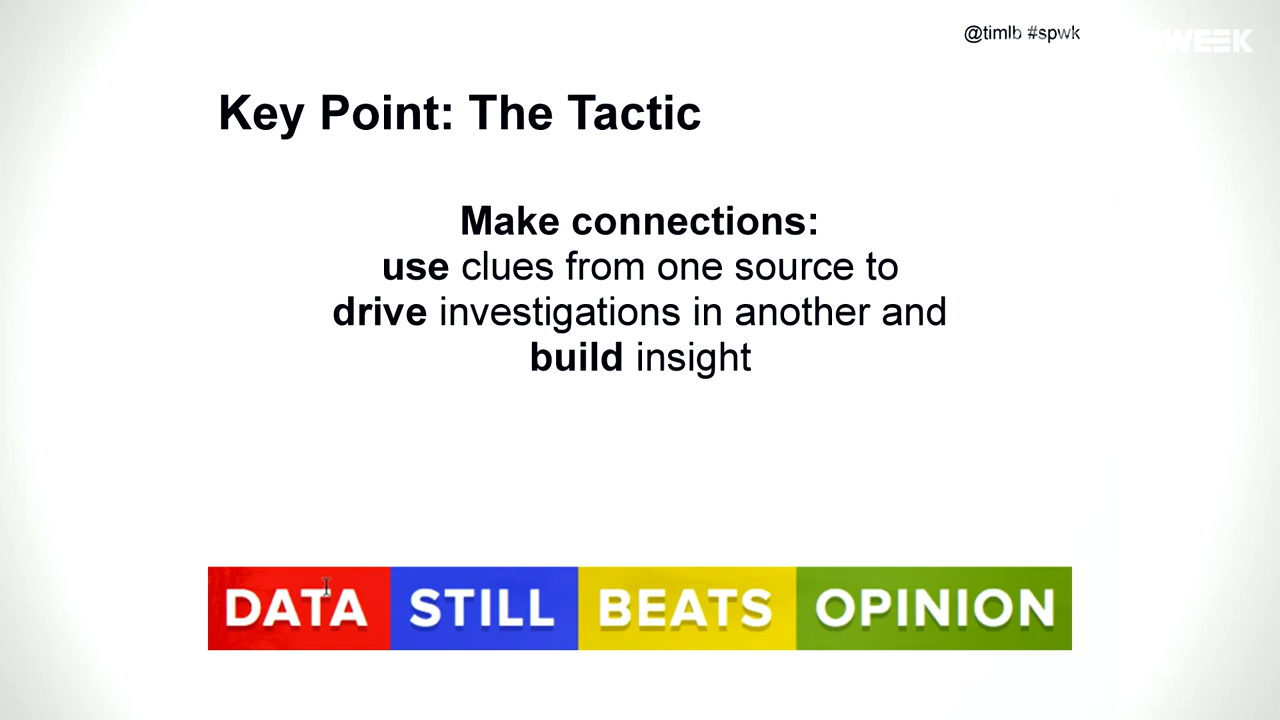 @timlb #spwk
WEEK
Key Point: The Tactic
Make connections:
use clues from one source to
drive investigations in another and
build insight
DATA STILL BEATS OPINION